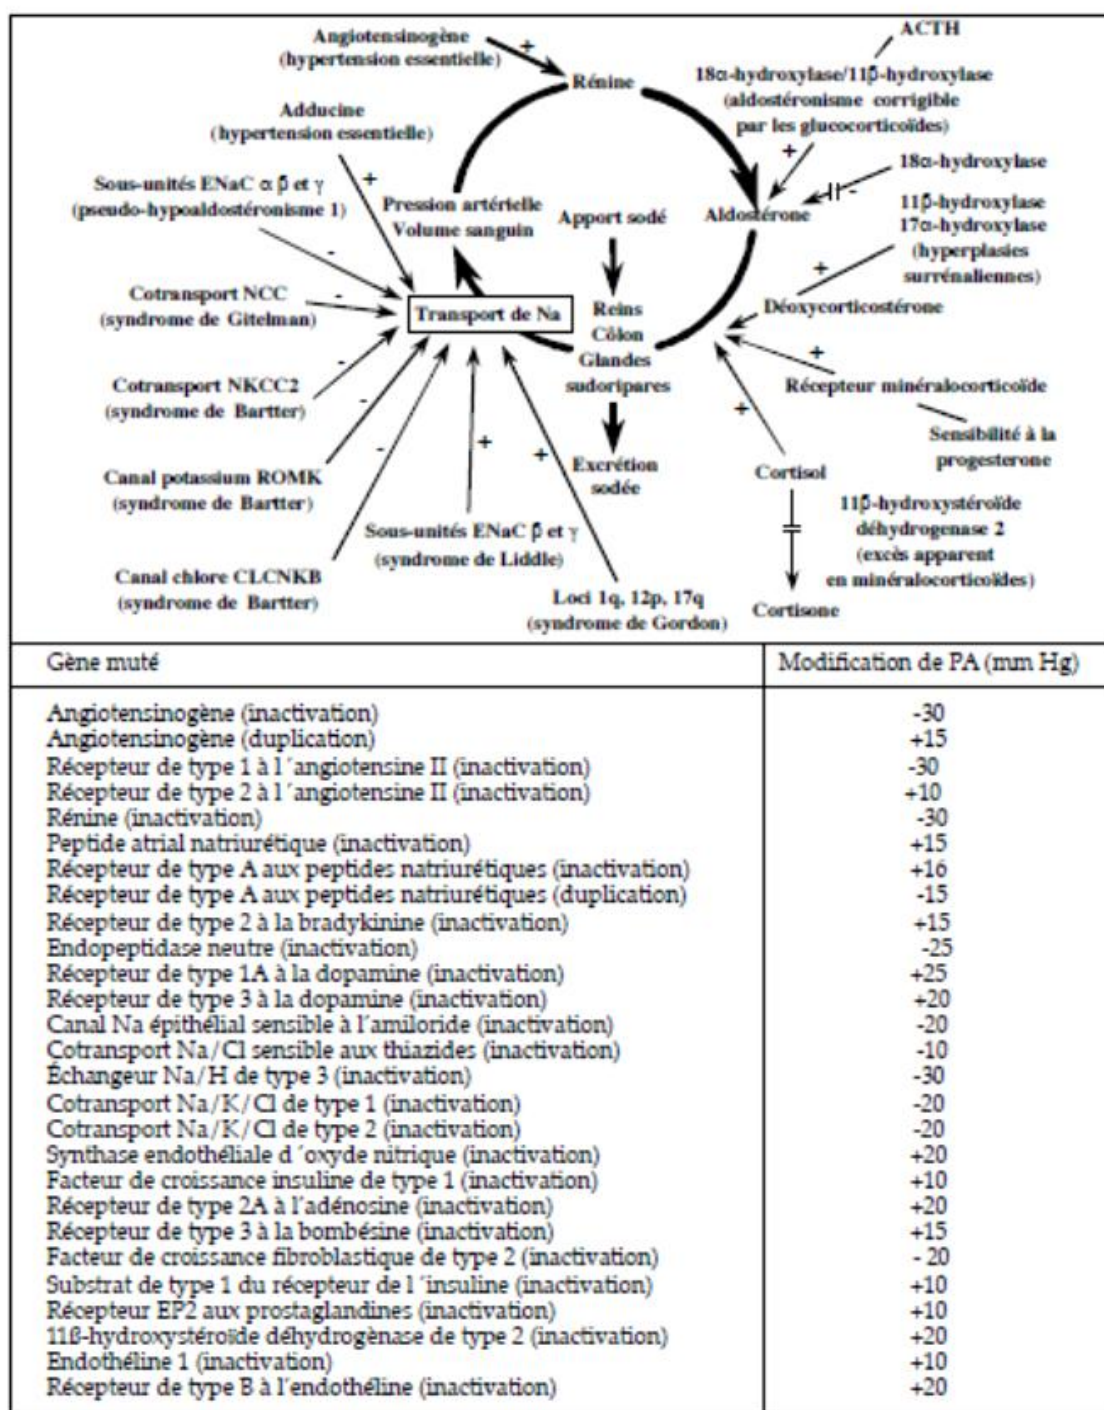 Angiotensinogène
(hypertension essentielle)
+
Rénine
ACTH
18α-hydroxylase/11β-hydroxylase
(aldostéronisme corrigible
par les glucocorticoïdes)
+
Adducine
(hypertension essentielle)
+
18α-hydroxylase
-
Sous-unités ENaC α β et γ
(pseudo-hypoaldostéronisme 1)
-
Pression artérielle
Volume sanguin
Apport sodé
Aldostérone
11β-hydroxylase
17α-hydroxylase
(hyperplasies
surrénaliennes)
+
Cotransport NCC
(syndrome de Gitelman)
-
Transport de Na
Reins
Côlon
Glandes
sudoripares
Déoxycorticostérone
Cotransport NKCC2
(syndrome de Bartter)
-
+
Récepteur minéralocorticoïde
+
Sensibilité à la
progesterone
Canal potassium ROMK
(syndrome de Bartter)
-
-
+
+
Excrétion
sodée
Cortisol
11β-hydroxystéroïde
déhydrogenase 2
(excès apparent
en minéralocorticoïdes)
Sous-unités ENaC β et γ
(syndrome de Liddle)
Canal chlore CLCNKB
(syndrome de Bartter)
Loci 1q, 12p, 17q
(syndrome de Gordon)
Cortisone
Gène muté Modification de PA (mm Hg)
Angiotensinogène (inactivation) -30
Angiotensinogène (duplication) +15
Récepteur de type 1 à l´angiotensine II (inactivation) -30
Récepteur de type 2 à l´angiotensine II (inactivation) +10
Rénine (inactivation) -30
Peptide atrial natriurétique (inactivation) +15
Récepteur de type A aux peptides natriurétiques (inactivation) +16
Récepteur de type A aux peptides natriurétiques (duplication) -15
Récepteur de type 2 à la bradykinine (inactivation) +15
Endopeptidase neutre (inactivation) -25
Récepteur de type 1A à la dopamine (inactivation) +25
Récepteur de type 3 à la dopamine (inactivation) +20
Canal Na épithélial sensible à l'amiloride (inactivation) -20
Cotransport Na/Cl sensible aux thiazides (inactivation) -10
Échangeur Na/H de type 3 (inactivation) -30
Cotransport Na/K/Cl de type 1 (inactivation) -20
Cotransport Na/K/Cl de type 2 (inactivation) -20
Synthase endothéliale d´oxyde nitrique (inactivation) +20
Facteur de croissance insuline de type 1 (inactivation) +10
Récepteur de type 2A à l'adénosine (inactivation) +20
Récepteur de type 3 à la bombésine (inactivation) +15
Facteur de croissance fibroblastique de type 2 (inactivation) - 20
Substrat de type 1 du récepteur de l´insuline (inactivation) +10
Récepteur EP2 aux prostaglandines (inactivation) +10
11ß-hydroxystéroïde déhydrogènase de type 2 (inactivation) +20
Endothéline 1 (inactivation) +10
Récepteur de type B à l'endothéline (inactivation) +20